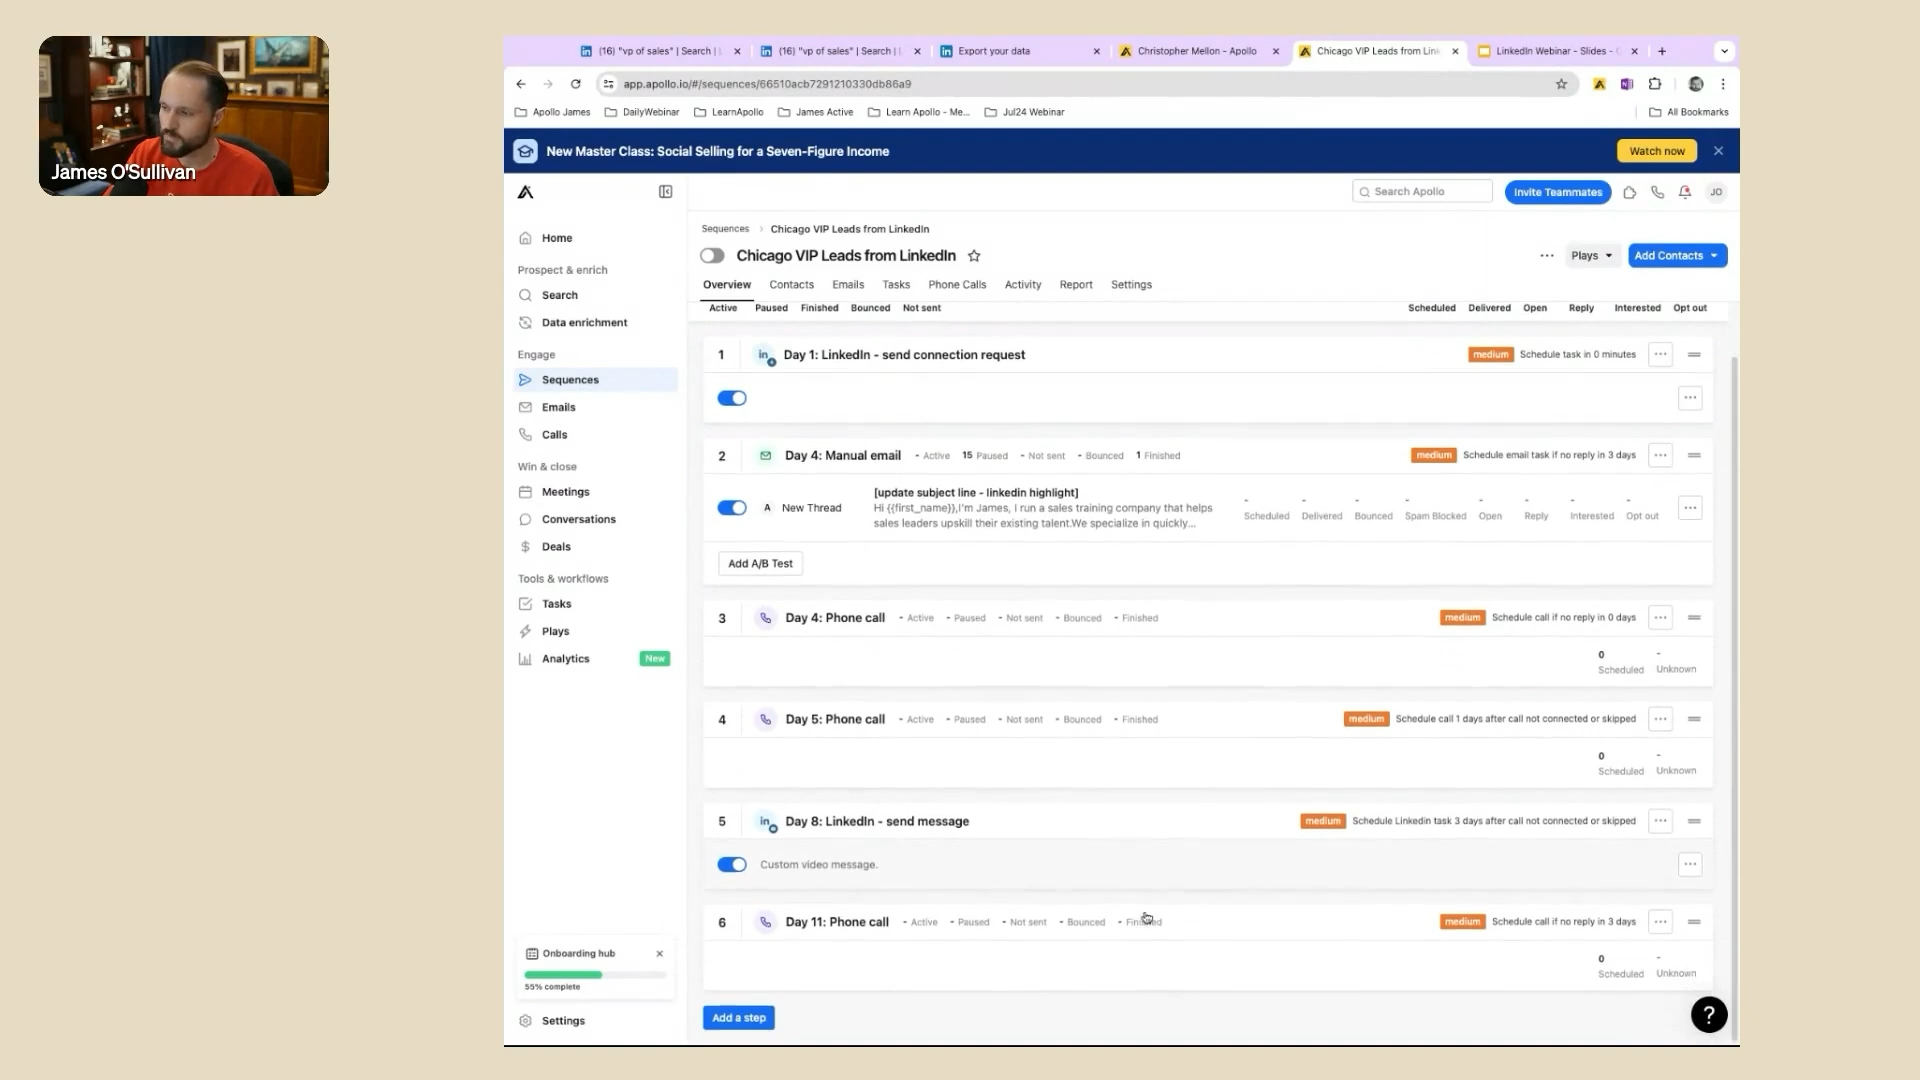 James O'Sullivan
(16) "vp of sales" | Search |
(16) "vp of sales" | Search |
Export your data
Christopher Mellon - Apollo
Chicago VIP Leads from Link
LinkedIn Webinar - Slides -
app.apollo.io/#/sequences/66510acb7291210330db86a9
Apollo James
DailyWebinar
LearnApollo
James Active
Learn Apollo - Me...
Jul24 Webinar
All Bookmarks
New Master Class: Social Selling for a Seven-Figure Income
Watch now
Search Apollo
Invite Teammates
JO
Home
Prospect & enrich
Search
Data enrichment
Engage
Sequences
Emails
Calls
Win & close
Meetings
Conversations
Deals
Tools & workflows
Tasks
Plays
Analytics New
Onboarding hub
55% complete
Settings
Sequences > Chicago VIP Leads from LinkedIn
Chicago VIP Leads from LinkedIn
... Plays Add Contacts
Overview Contacts Emails Tasks Phone Calls Activity Report Settings
Active Paused Finished Bounced Not sent Scheduled Delivered Open Reply Interested Opt out
1 in Day 1: LinkedIn - send connection request medium Schedule task in 0 minutes ...
2 Day 4: Manual email - Active 15 Paused - Not sent - Bounced 1 Finished medium Schedule email task if no reply in 3 days ...
A New Thread
[update subject line - linkedin highlight]
Hi {{first_name}},I'm James, I run a sales training company that helps
sales leaders upskill their existing talent.We specialize in quickly...
- - - - - - - -
Scheduled Delivered Bounced Spam Blocked Open Reply Interested Opt out
Add A/B Test
3 Day 4: Phone call - Active - Paused - Not sent - Bounced - Finished medium Schedule call if no reply in 0 days ...
0 -
Scheduled Unknown
4 Day 5: Phone call - Active - Paused - Not sent - Bounced - Finished medium Schedule call 1 days after call not connected or skipped ...
0 -
Scheduled Unknown
5 in Day 8: LinkedIn - send message medium Schedule Linkedin task 3 days after call not connected or skipped ...
Custom video message.
6 Day 11: Phone call - Active - Paused - Not sent - Bounced - Finished medium Schedule call if no reply in 3 days ...
0 -
Scheduled Unknown
Add a step
?